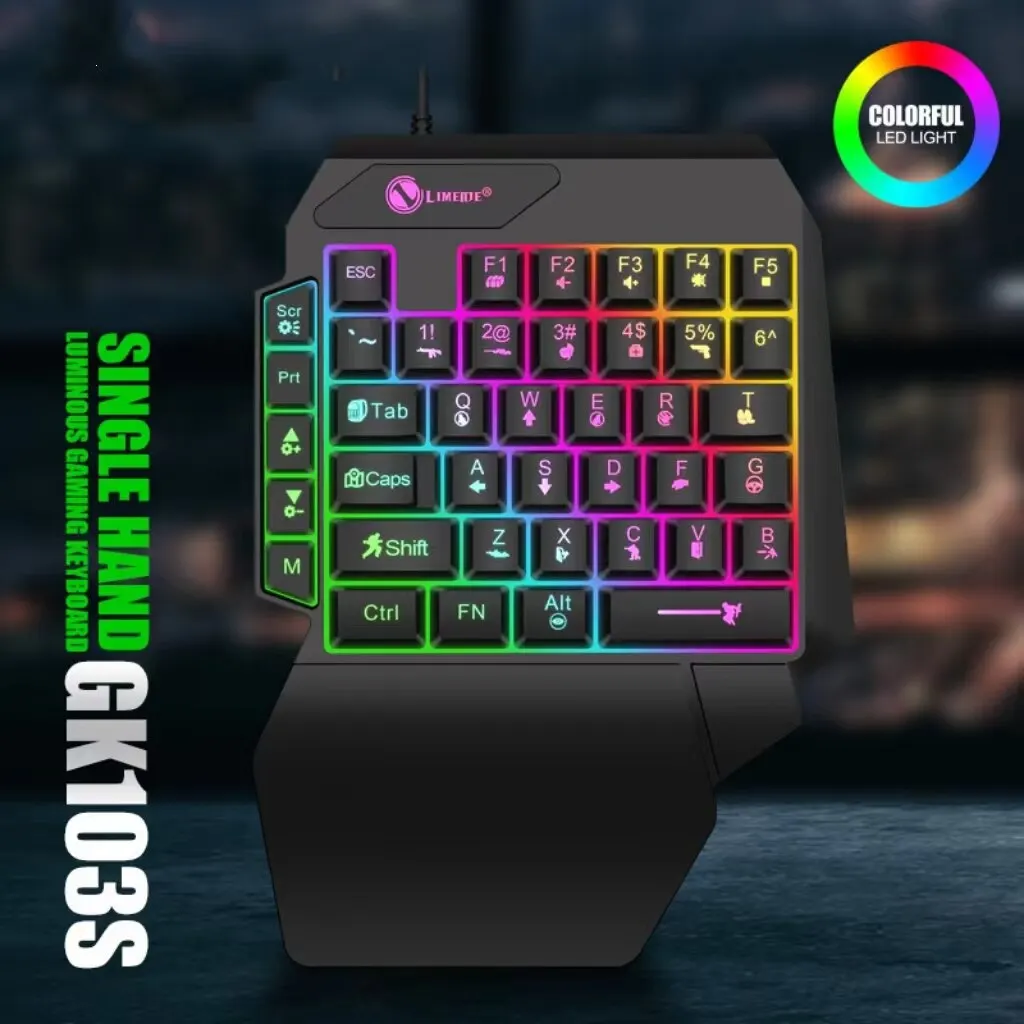 COLORFUL
LED LIGHT
LIMEIDE®
ESC F1 F2 F3 F4 F5
Scr
` ~ 1! 2@ 3# 4$ 5% 6^
Prt
Tab Q W E R T
Caps A S D F G
Shift Z X C V B
M
Ctrl FN Alt
SINGLE HAND
LUMINOUS GAMING KEYBOARD
GK103S